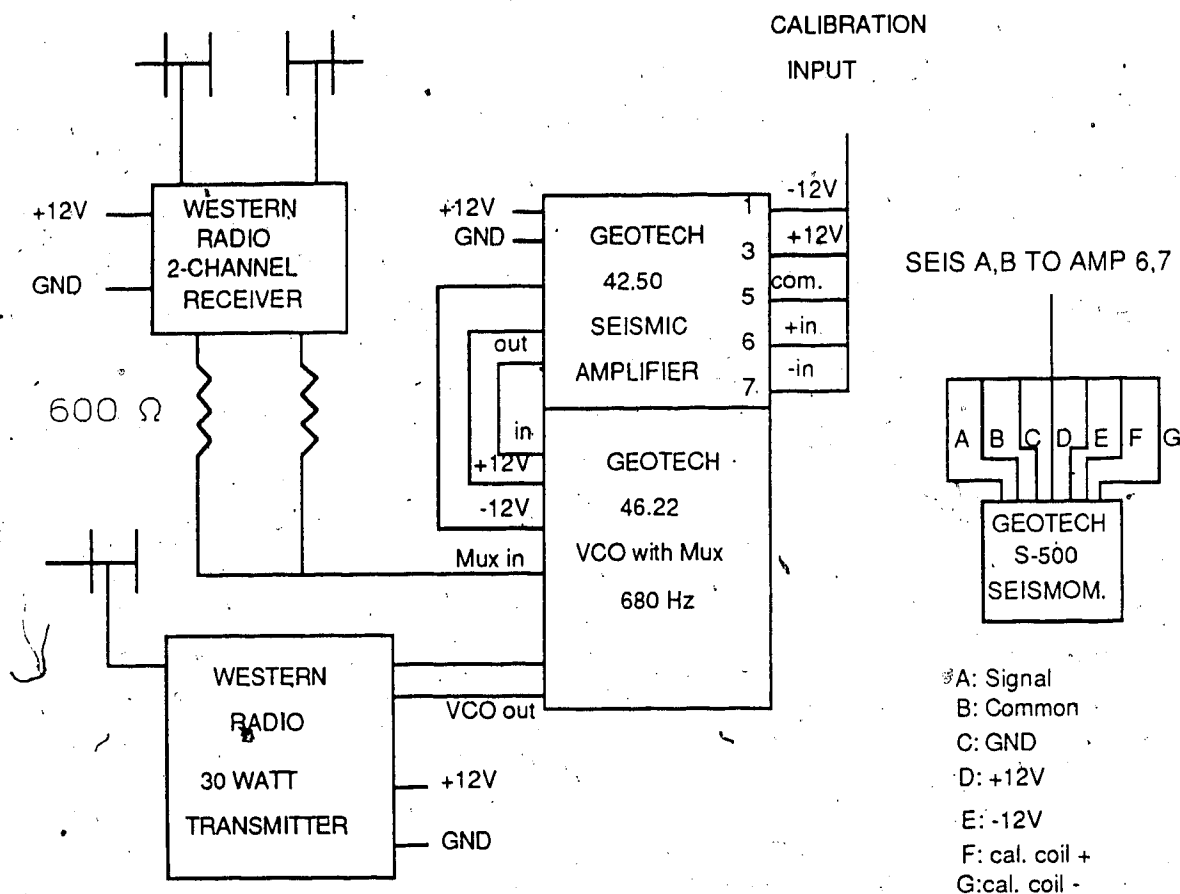 CALIBRATION
INPUT
+12V
GND
WESTERN
RADIO
2-CHANNEL
RECEIVER
600 Ω
+12V
GND
GEOTECH
42.50
SEISMIC
AMPLIFIER
1
3
5
6
7
-12V
+12V
com.
+in
-in
out
in
+12V
-12V
Mux in
GEOTECH
46.22
VCO with Mux
680 Hz
VCO out
WESTERN
RADIO
30 WATT
TRANSMITTER
+12V
GND
SEIS A,B TO AMP 6,7
A B C D E F G
GEOTECH
S-500
SEISMOM.
A: Signal
B: Common
C: GND
D: +12V
E: -12V
F: cal. coil +
G:cal. coil -